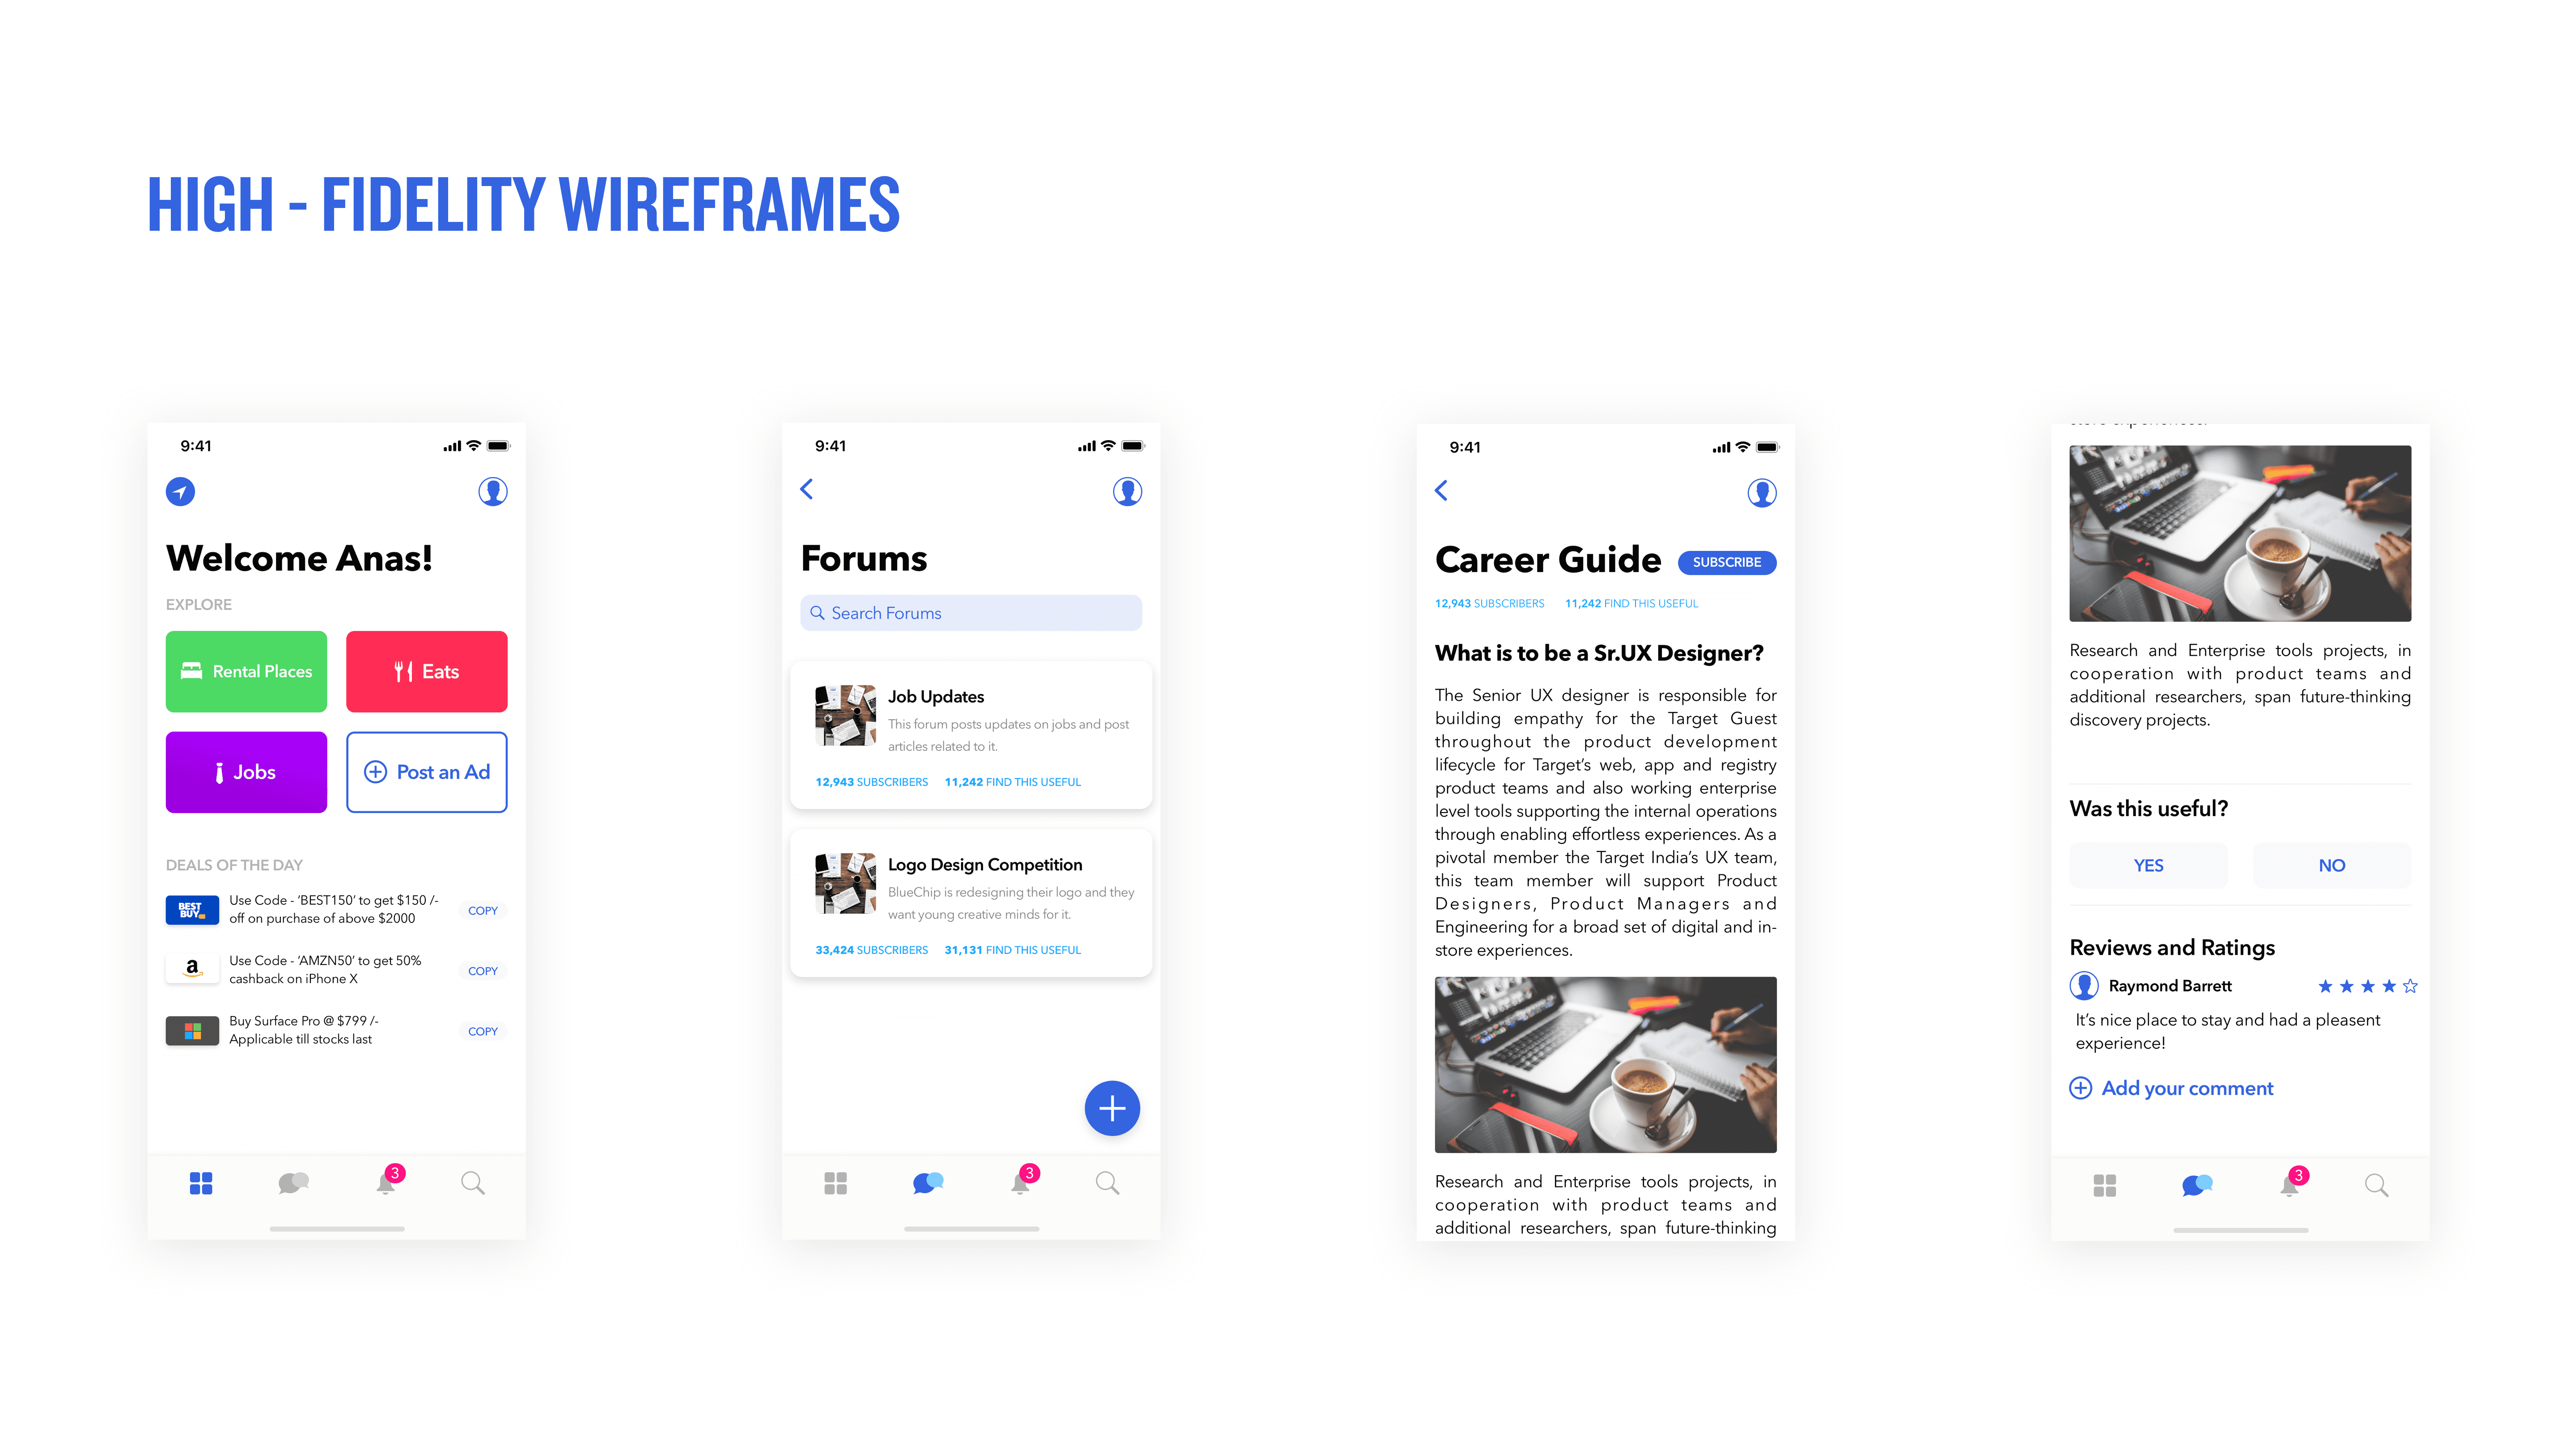 HIGH - FIDELITY WIREFRAMES
9:41
Welcome Anas!
EXPLORE
Rental Places
Eats
Jobs
Post an Ad
DEALS OF THE DAY
BEST
BUY
Use Code - ‘BEST150’ to get $150 /-
off on purchase of above $2000
COPY
a
Use Code - ‘AMZN50’ to get 50%
cashback on iPhone X
COPY
Buy Surface Pro @ $799 /-
Applicable till stocks last
COPY
3
9:41
Forums
Search Forums
Job Updates
This forum posts updates on jobs and post
articles related to it.
12,943 SUBSCRIBERS 11,242 FIND THIS USEFUL
Logo Design Competition
BlueChip is redesigning their logo and they
want young creative minds for it.
33,424 SUBSCRIBERS 31,131 FIND THIS USEFUL
3
9:41
Career Guide
SUBSCRIBE
12,943 SUBSCRIBERS 11,242 FIND THIS USEFUL
What is to be a Sr.UX Designer?
The Senior UX designer is responsible for
building empathy for the Target Guest
throughout the product development
lifecycle for Target’s web, app and registry
product teams and also working enterprise
level tools supporting the internal operations
through enabling effortless experiences. As a
pivotal member the Target India’s UX team,
this team member will support Product
Designers, Product Managers and
Engineering for a broad set of digital and in-
store experiences.
Research and Enterprise tools projects, in
cooperation with product teams and
additional researchers, span future-thinking
store experiences.
Research and Enterprise tools projects, in
cooperation with product teams and
additional researchers, span future-thinking
discovery projects.
Was this useful?
YES
NO
Reviews and Ratings
Raymond Barrett
It’s nice place to stay and had a pleasent
experience!
Add your comment
3